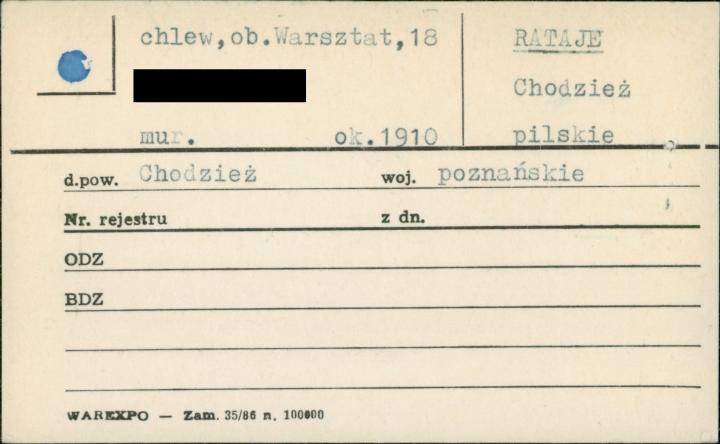 chlew,ob.Warsztat,18
RATAJE
Chodzież
mur. ok.1910
pilskie
d.pow. Chodzież woj. poznańskie
Nr. rejestru z dn.
ODZ
BDZ
WAREXPO — Zam. 35/86 n. 100000